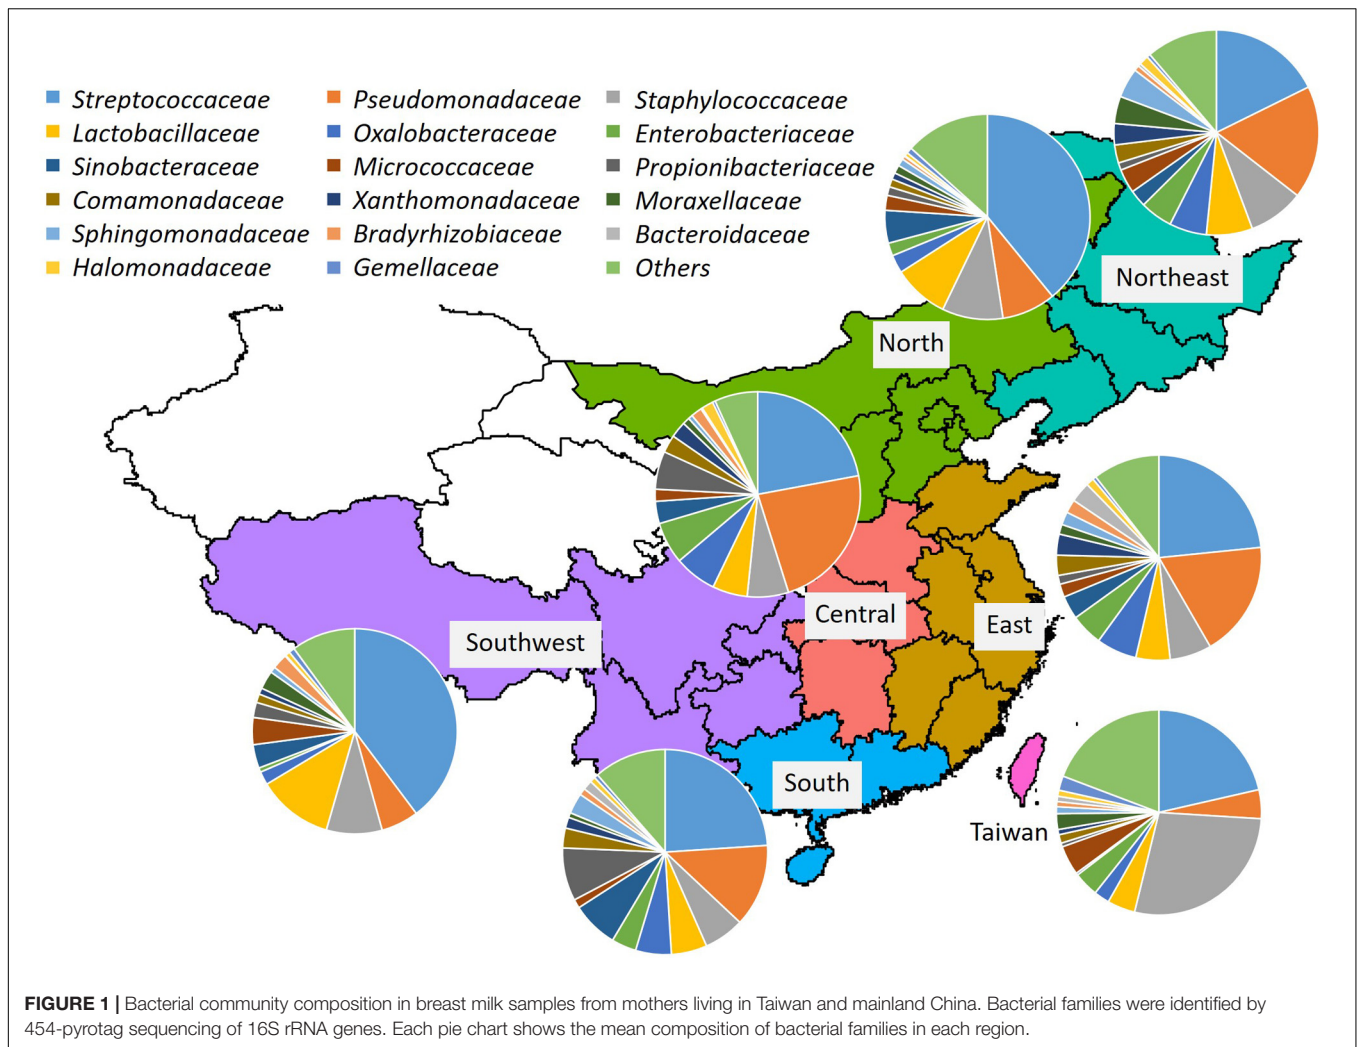 Streptococcaceae Pseudomonadaceae Staphylococcaceae
Lactobacillaceae Oxalobacteraceae Enterobacteriaceae
Sinobacteraceae Micrococcaceae Propionibacteriaceae
Comamonadaceae Xanthomonadaceae Moraxellaceae
Sphingomonadaceae Bradyrhizobiaceae Bacteroidaceae
Halomonadaceae Gemellaceae Others
Northeast
North
Central
East
Southwest
South
Taiwan
FIGURE 1 | Bacterial community composition in breast milk samples from mothers living in Taiwan and mainland China. Bacterial families were identified by
454-pyrotag sequencing of 16S rRNA genes. Each pie chart shows the mean composition of bacterial families in each region.